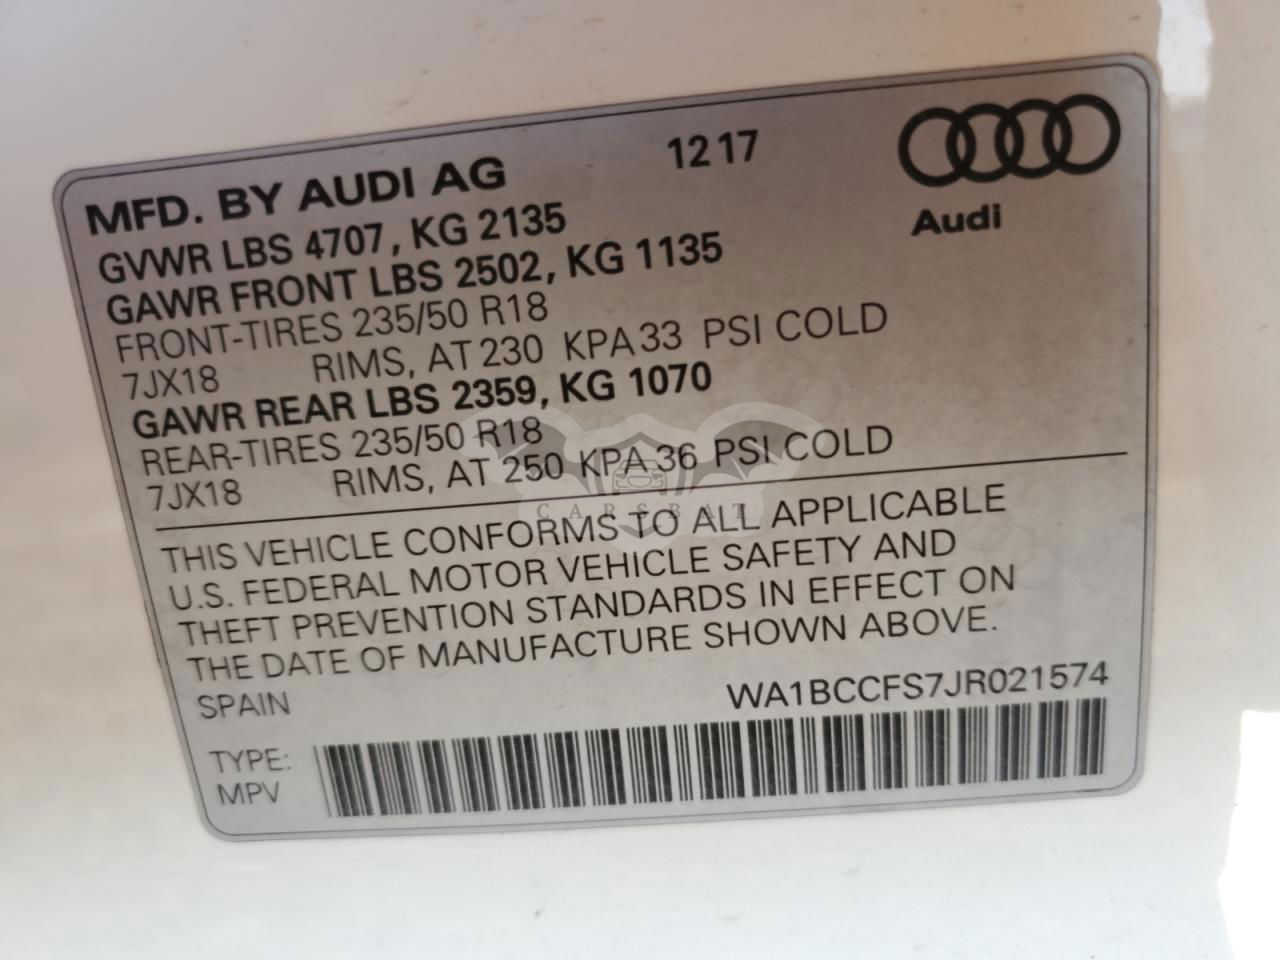 MFD. BY AUDI AG 12 17
Audi
GVWR LBS 4707, KG 2135
GAWR FRONT LBS 2502, KG 1135
FRONT-TIRES 235/50 R18
7JX18 RIMS, AT 230 KPA 33 PSI COLD
GAWR REAR LBS 2359, KG 1070
REAR-TIRES 235/50 R18
7JX18 RIMS, AT 250 KPA 36 PSI COLD
CARSBAT
THIS VEHICLE CONFORMS TO ALL APPLICABLE
U.S. FEDERAL MOTOR VEHICLE SAFETY AND
THEFT PREVENTION STANDARDS IN EFFECT ON
THE DATE OF MANUFACTURE SHOWN ABOVE.
SPAIN WA1BCCFS7JR021574
TYPE:
MPV